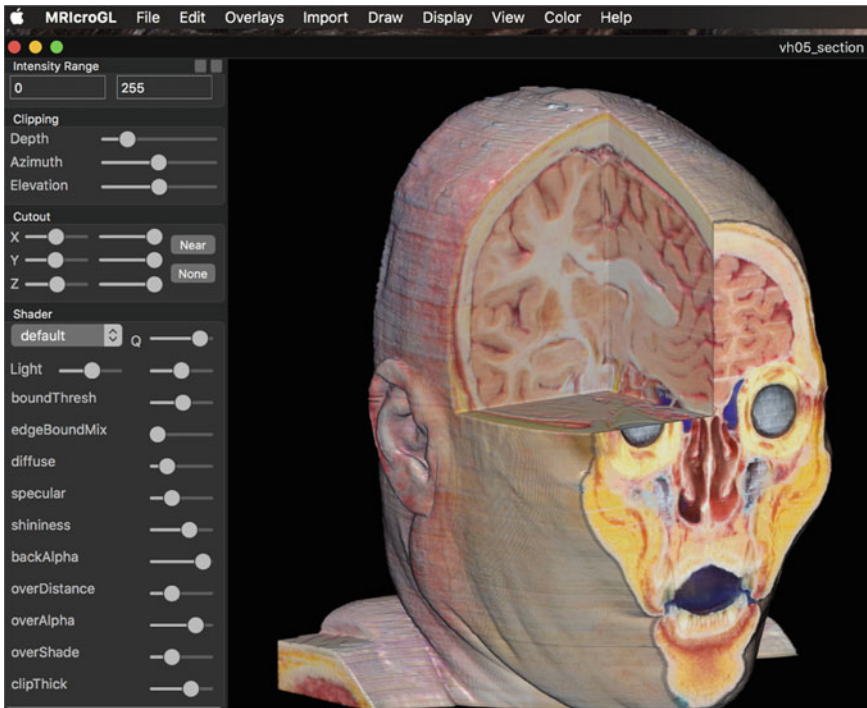 MRIcroGL File Edit Overlays Import Draw Display View Color Help
vh05_section
Intensity Range
0 255
Clipping
Depth
Azimuth
Elevation
Cutout
X
Near
Y
None
Z
Shader
default Q
Light
boundThresh
edgeBoundMix
diffuse
specular
shininess
backAlpha
overDistance
overAlpha
overShade
clipThick